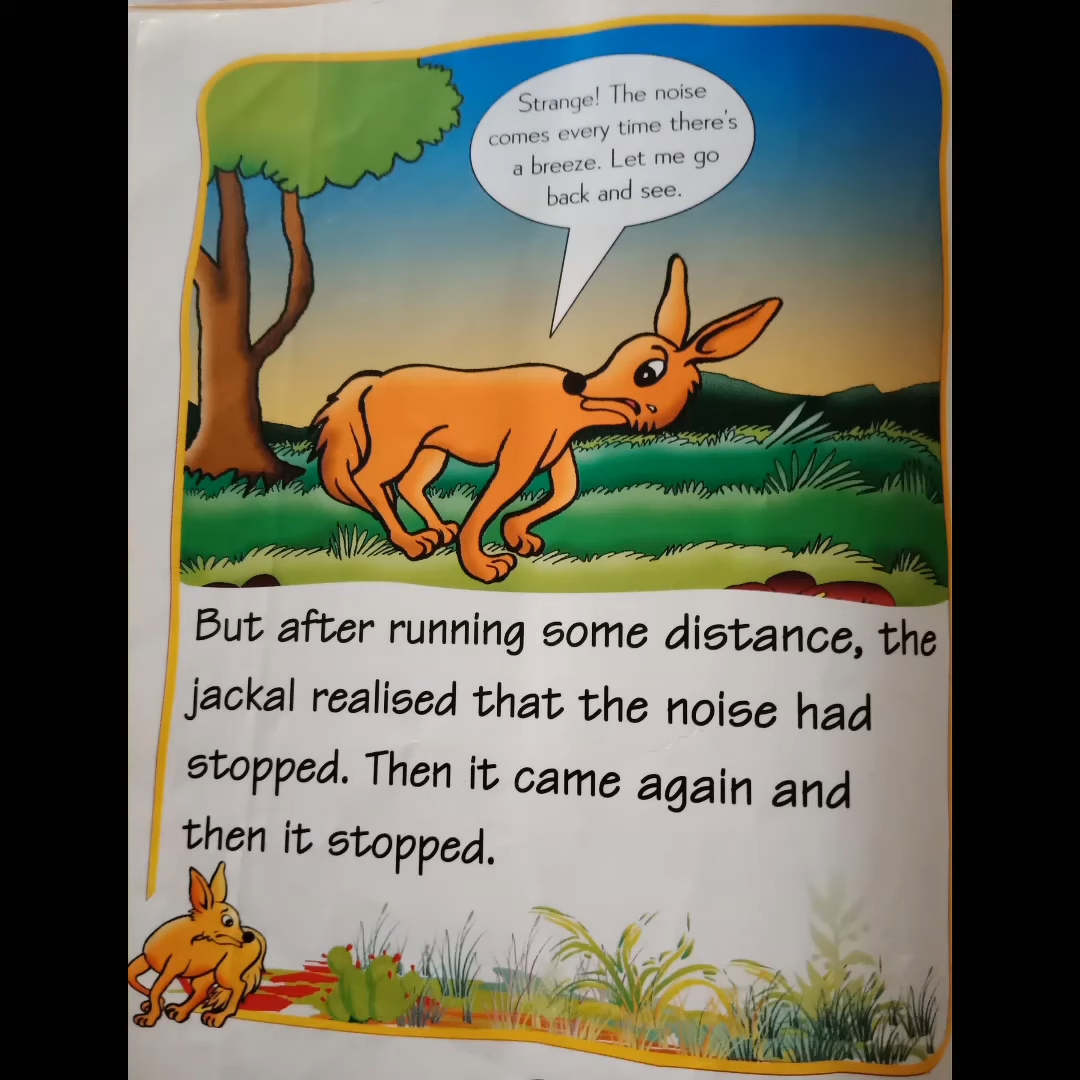 Strange! The noise
comes every time there's
a breeze. Let me go
back and see.
But after running some distance, the
jackal realised that the noise had
stopped. Then it came again and
then it stopped.